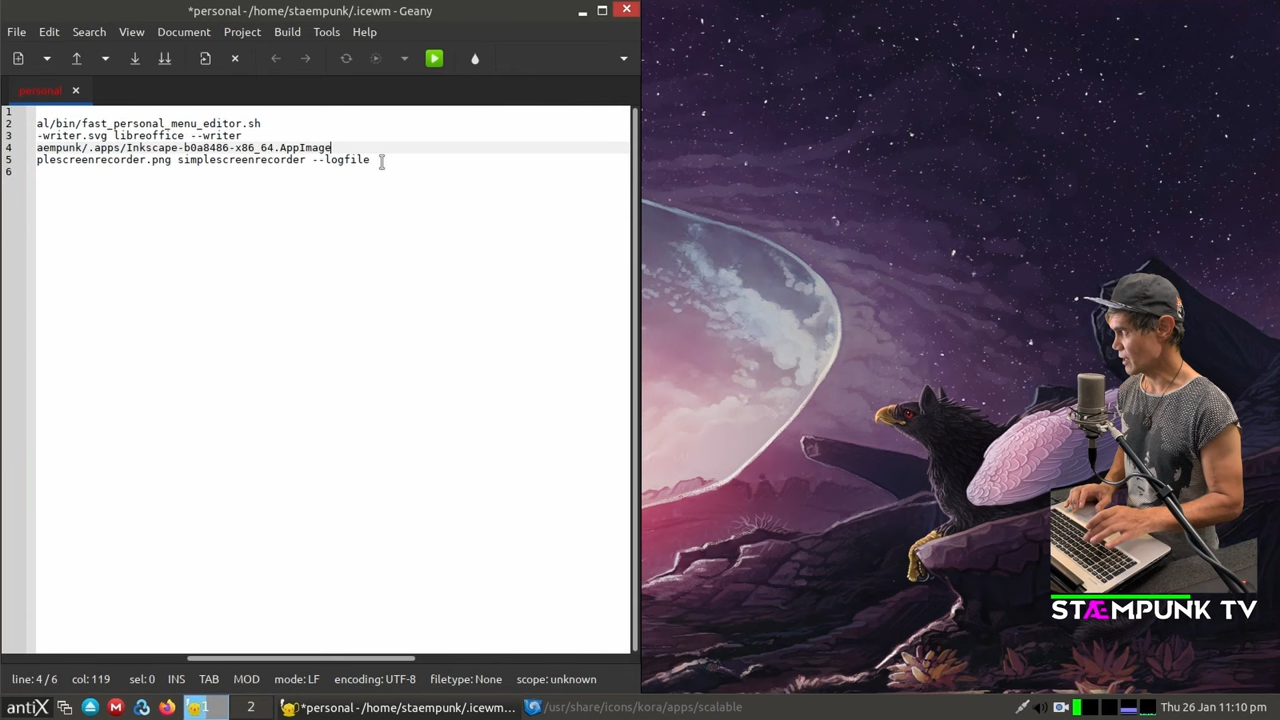 *personal - /home/staempunk/.icewm - Geany
File Edit Search View Document Project Build Tools Help
personal
1
2 al/bin/fast_personal_menu_editor.sh
3 -writer.svg libreoffice --writer
4 aempunk/.apps/Inkscape-b0a8486-x86_64.AppImage
5 plescreenrecorder.png simplescreenrecorder --logfile
6
STÆMPUNK TV
line: 4 / 6 col: 119 sel: 0 INS TAB MOD mode: LF encoding: UTF-8 filetype: None scope: unknown
antiX 1 2 *personal - /home/staempunk/.icew... /usr/share/icons/kora/apps/scalable Thu 26 Jan 11:10 pm